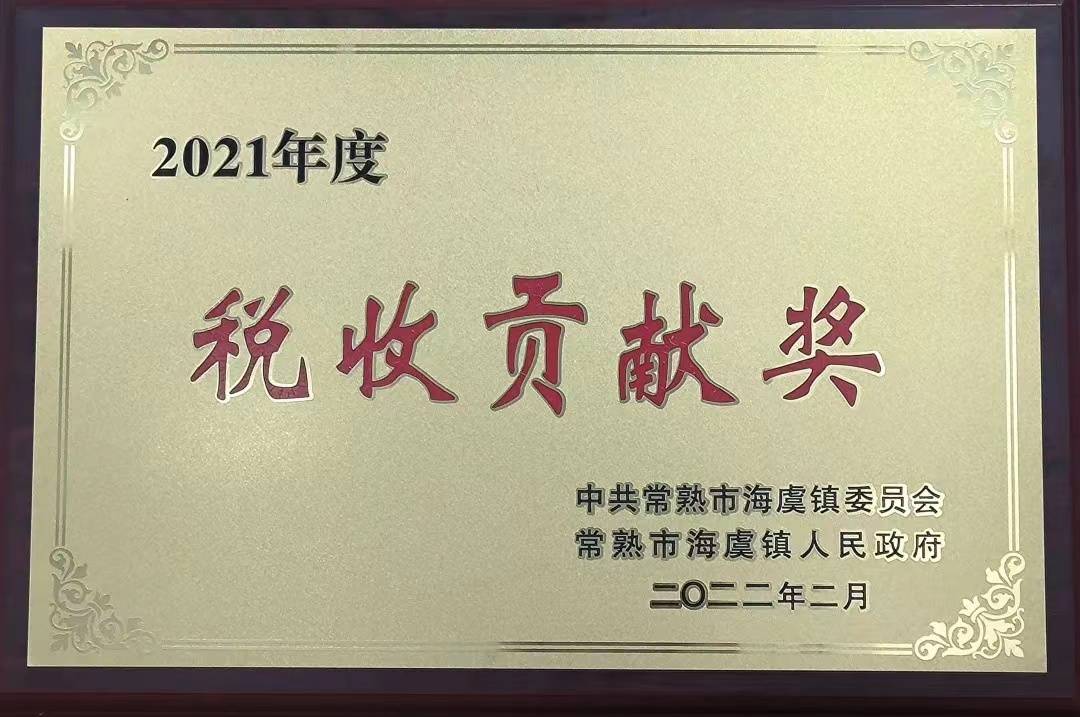 2021年度
税收贡献奖
中共常熟市海虞镇委员会
常熟市海虞镇人民政府
二〇二二年二月